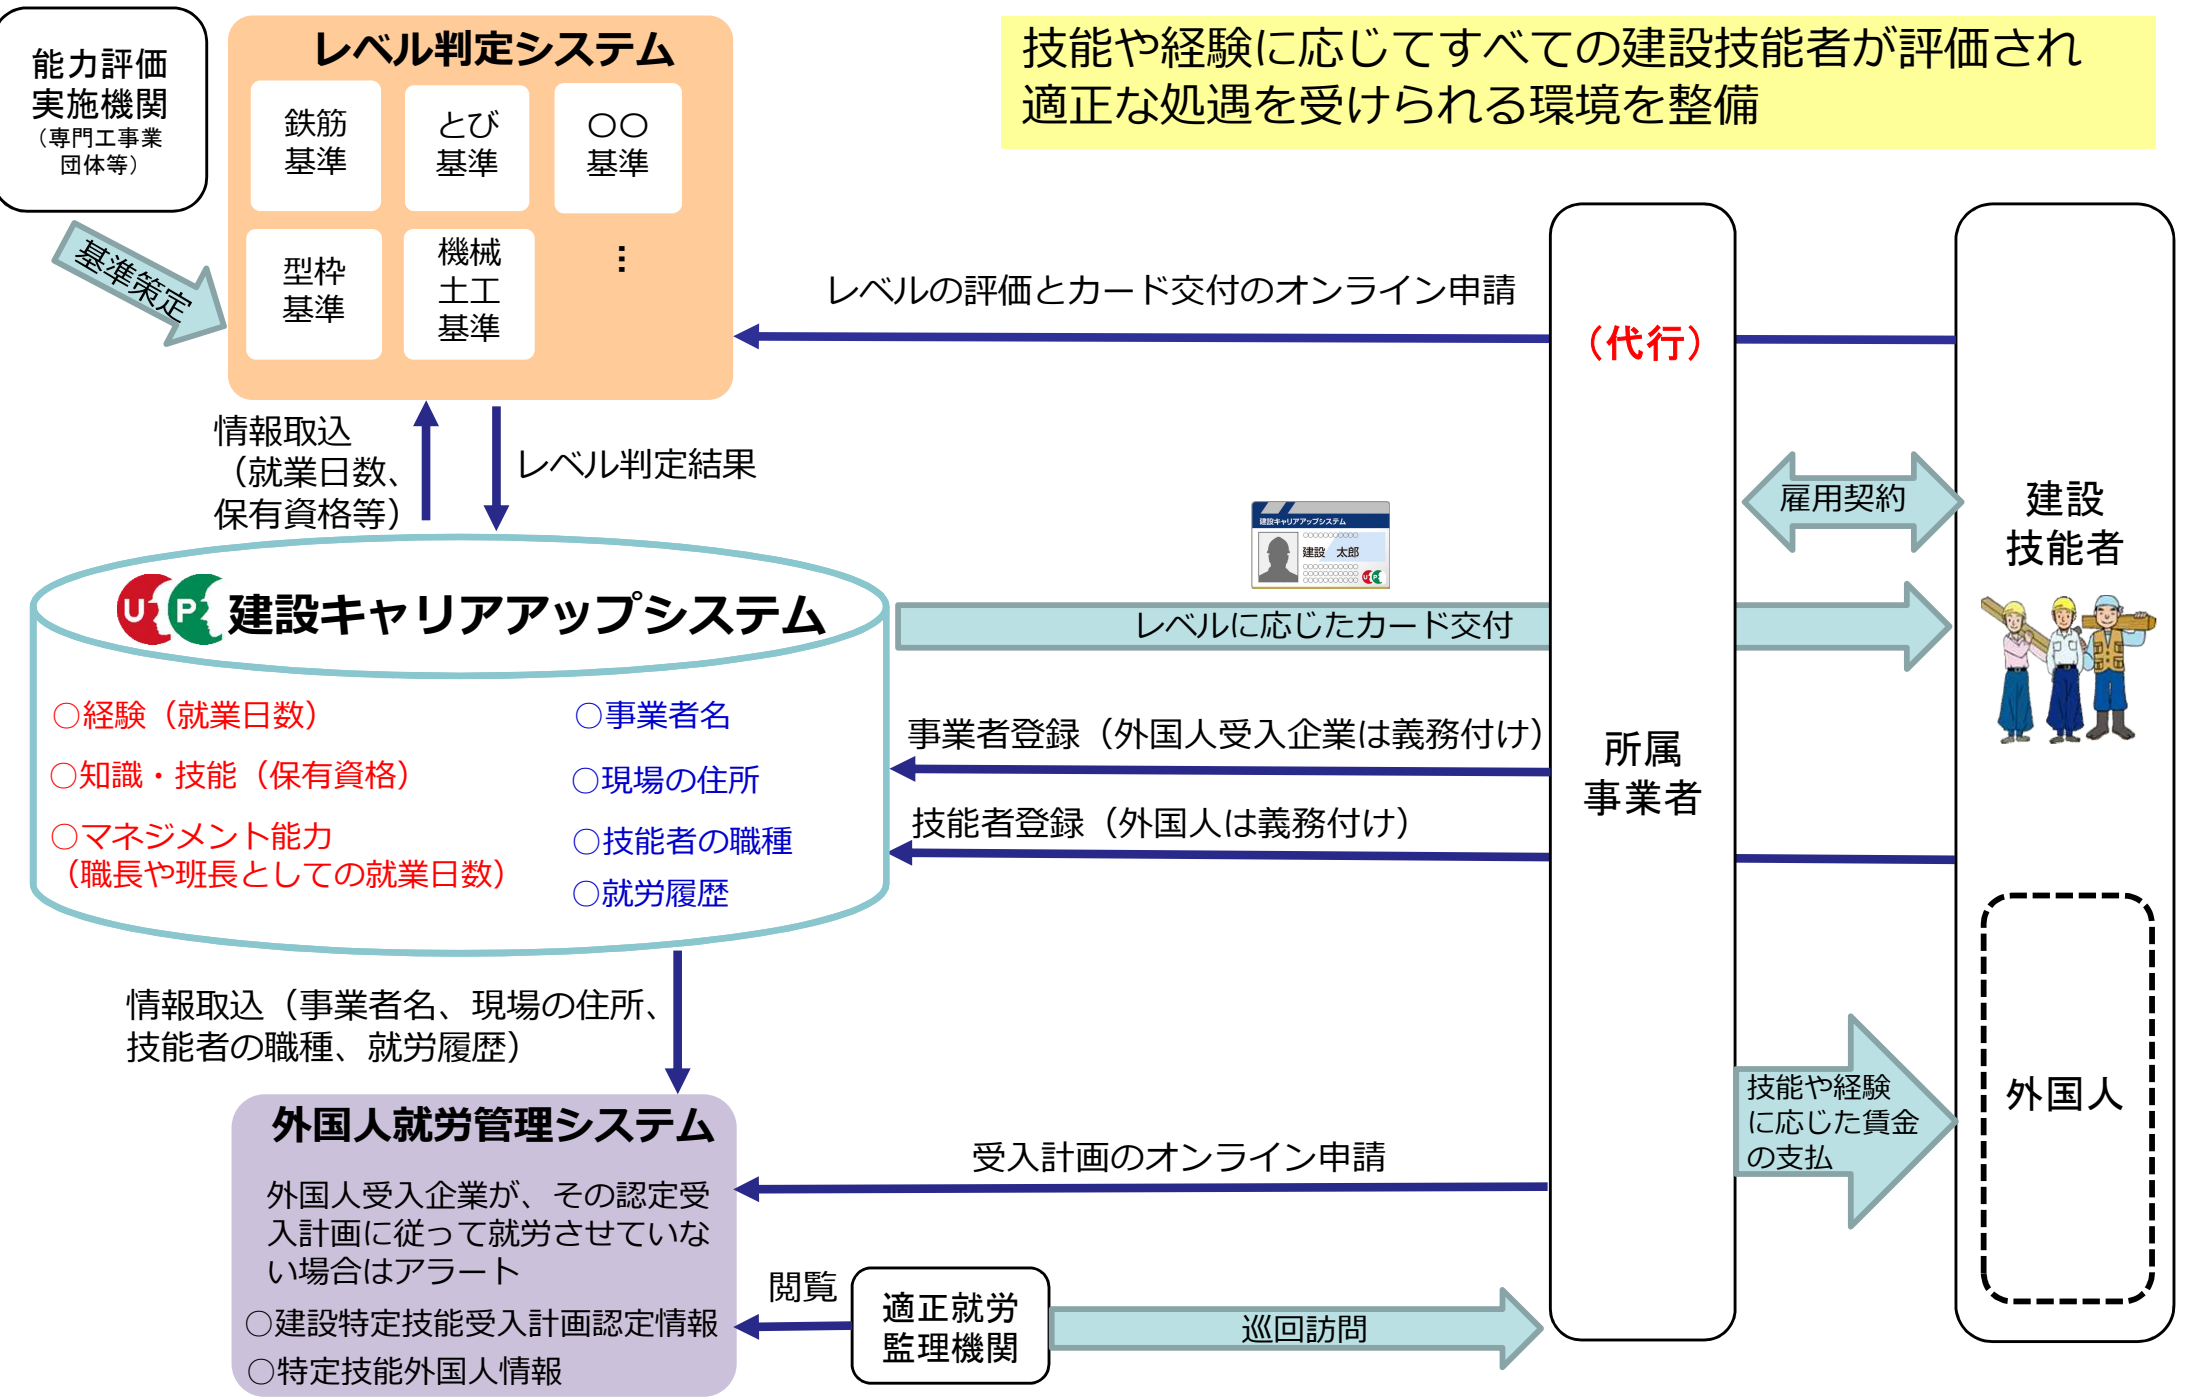 能力評価
実施機関
（専門工事業
団体等）
レベル判定システム
鉄筋
基準
とび
基準
〇〇
基準
型枠
基準
機械
土工
基準
…
基準策定
技能や経験に応じてすべての建設技能者が評価され
適正な処遇を受けられる環境を整備
レベルの評価とカード交付のオンライン申請
（代行）
情報取込
（就業日数、
保有資格等）
レベル判定結果
建設キャリアアップシステム
建設　太郎
雇用契約
建設
技能者
UP 建設キャリアアップシステム
レベルに応じたカード交付
○経験（就業日数）
○知識・技能（保有資格）
○マネジメント能力
（職長や班長としての就業日数）
○事業者名
○現場の住所
○技能者の職種
○就労履歴
事業者登録（外国人受入企業は義務付け）
技能者登録（外国人は義務付け）
所属
事業者
情報取込（事業者名、現場の住所、
技能者の職種、就労履歴）
外国人就労管理システム
外国人受入企業が、その認定受
入計画に従って就労させていな
い場合はアラート
○建設特定技能受入計画認定情報
○特定技能外国人情報
受入計画のオンライン申請
技能や経験
に応じた賃金
の支払
外国人
閲覧
適正就労
監理機関
巡回訪問